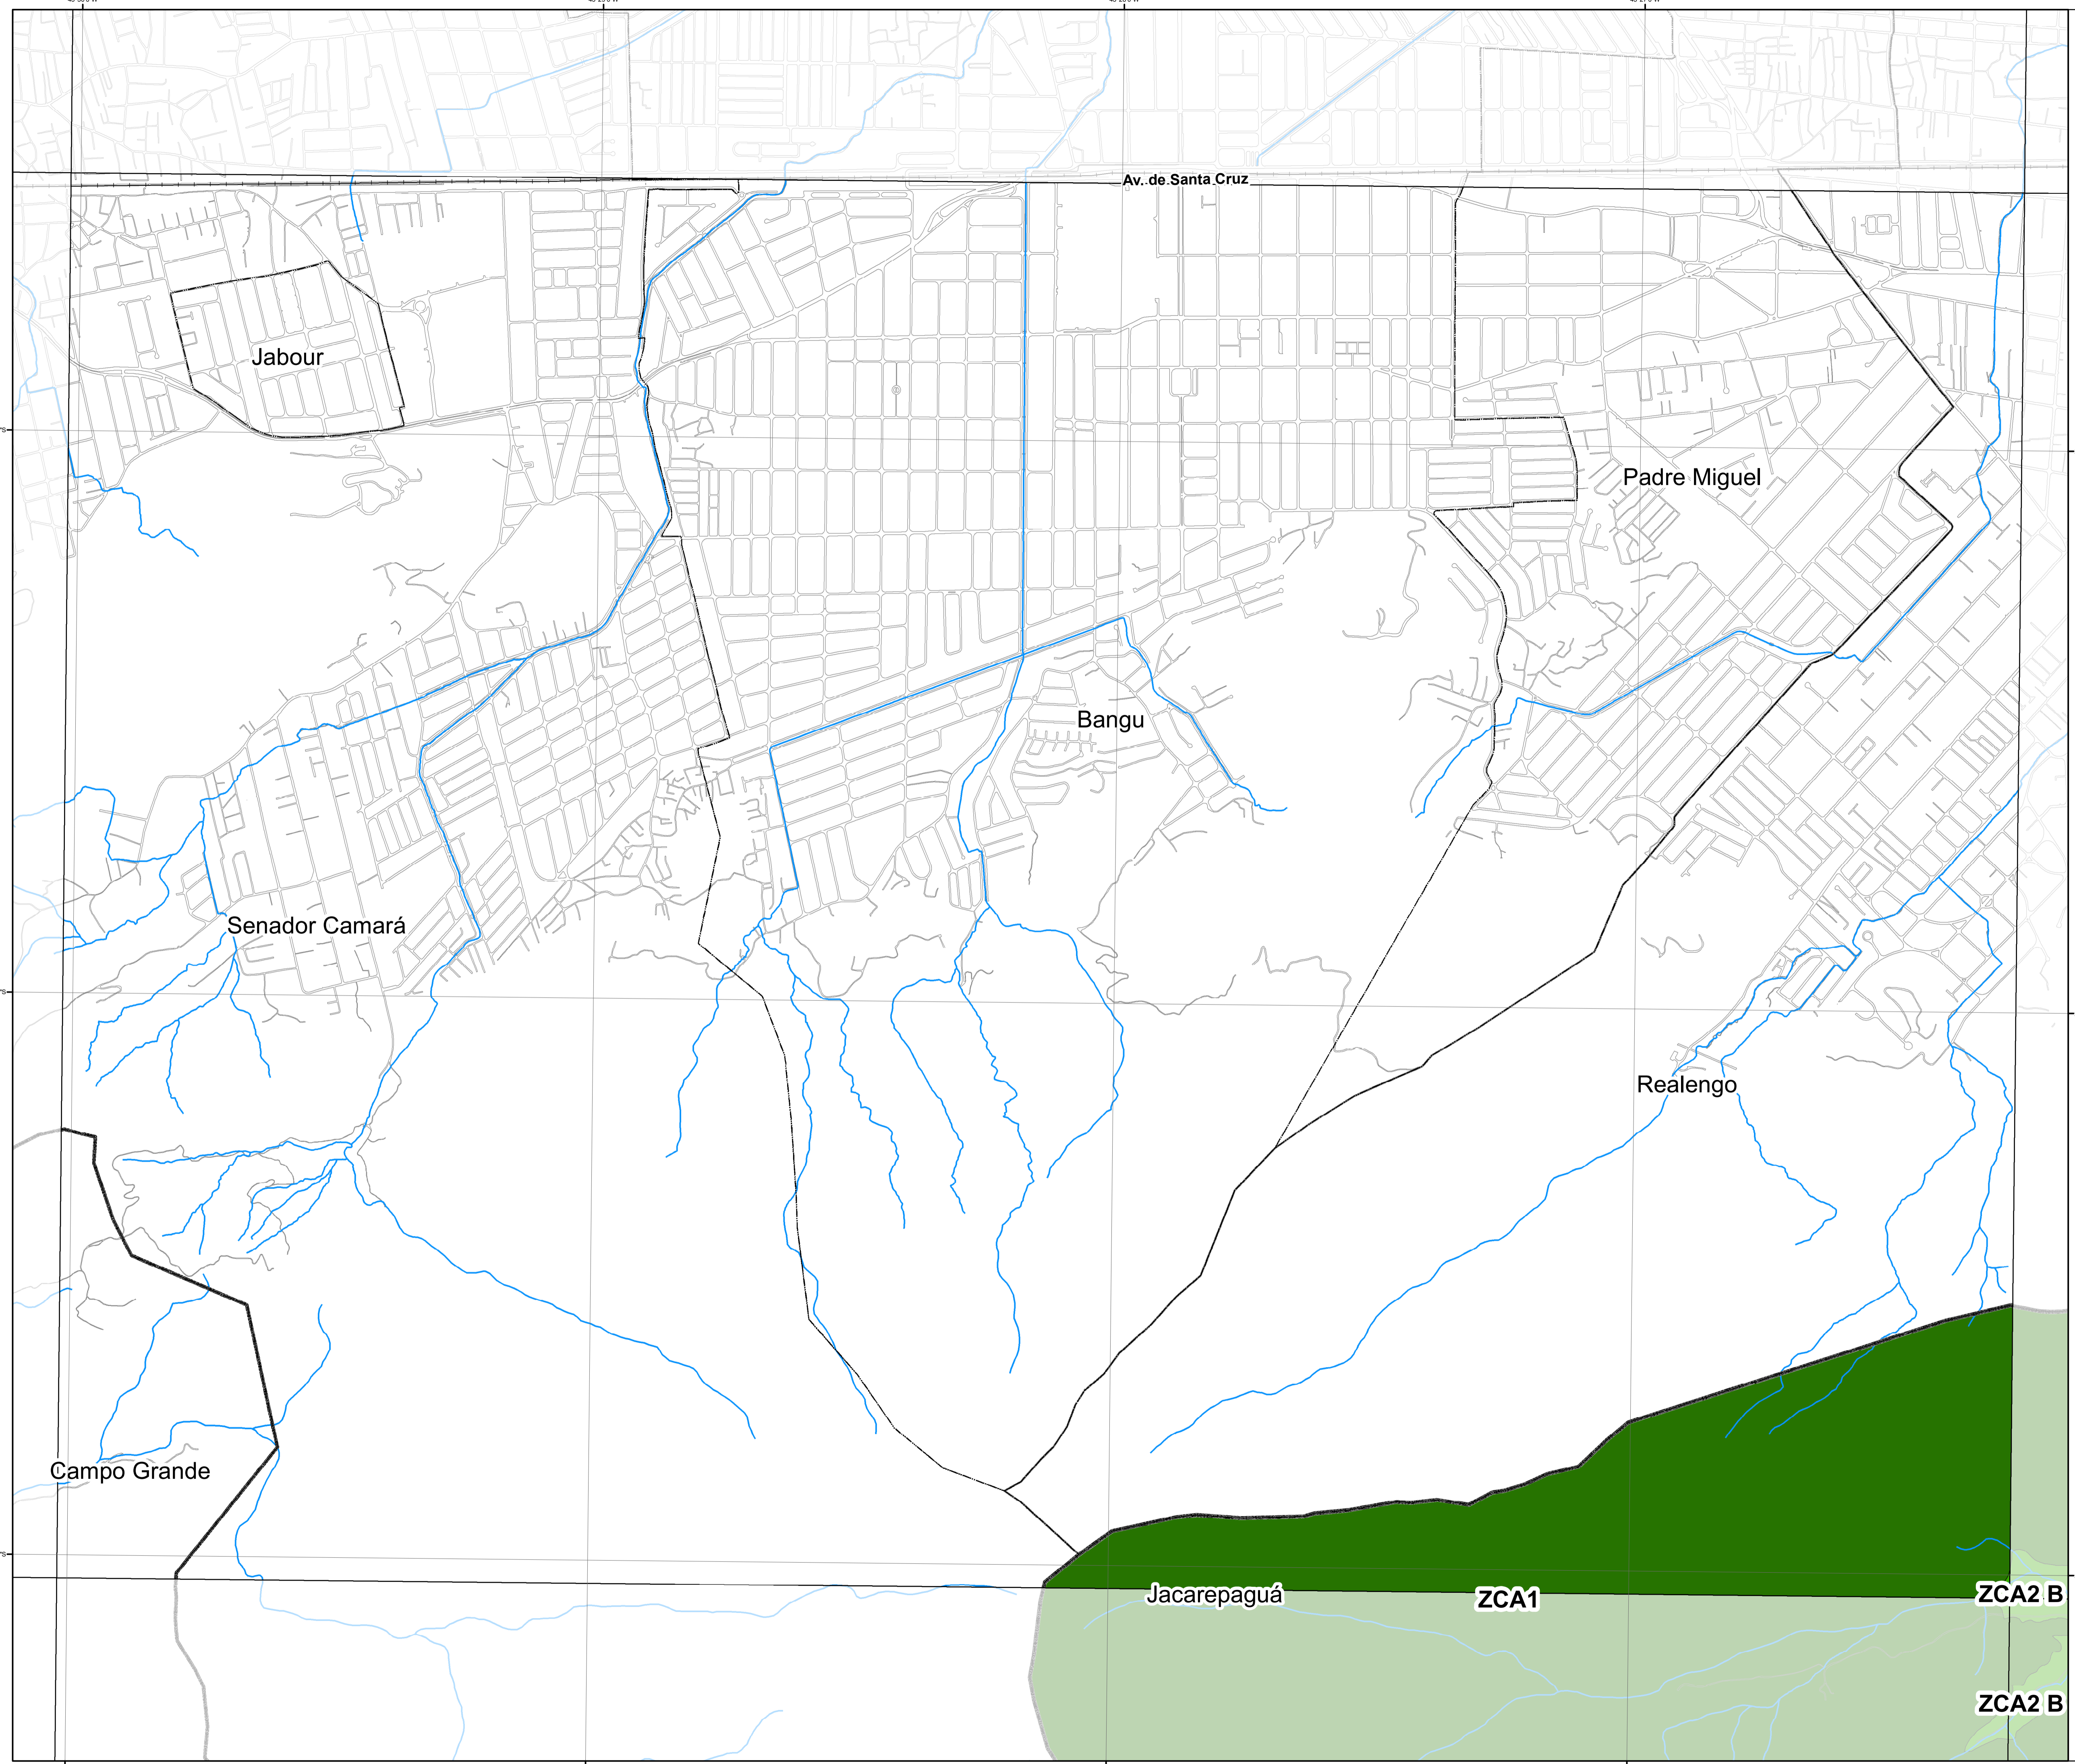 Av. de Santa Cruz
Jabour
Padre Miguel
Bangu
Senador Camará
Realengo
Campo Grande
Jacarepaguá
ZCA1
ZCA2 B
ZCA2 B